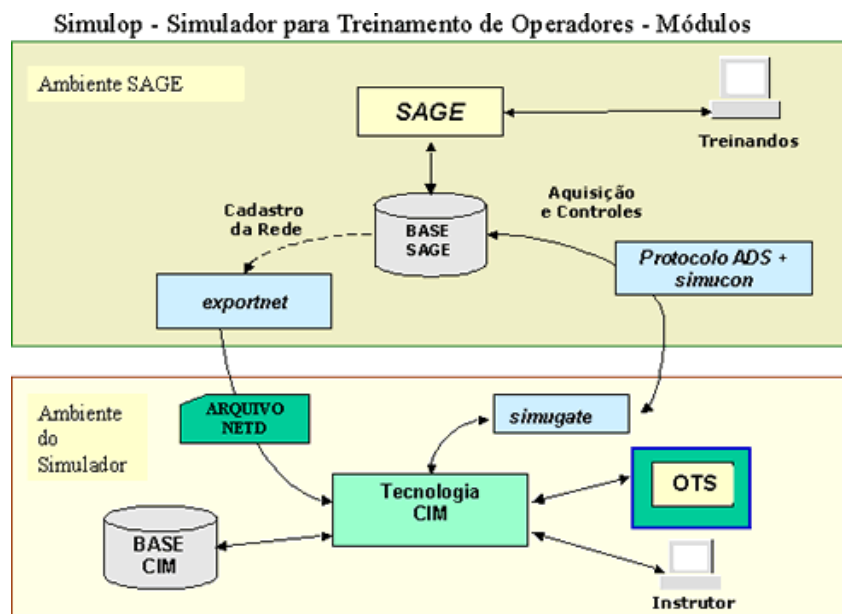 Simulop - Simulador para Treinamento de Operadores - Módulos
Ambiente SAGE
SAGE
Treinandos
Cadastro
da Rede
BASE
SAGE
Aquisição
e Controles
Protocolo ADS +
simucon
exportnet
Ambiente
do
Simulador
ARQUIVO
NETD
simugate
Tecnologia
CIM
OTS
BASE
CIM
Instrutor